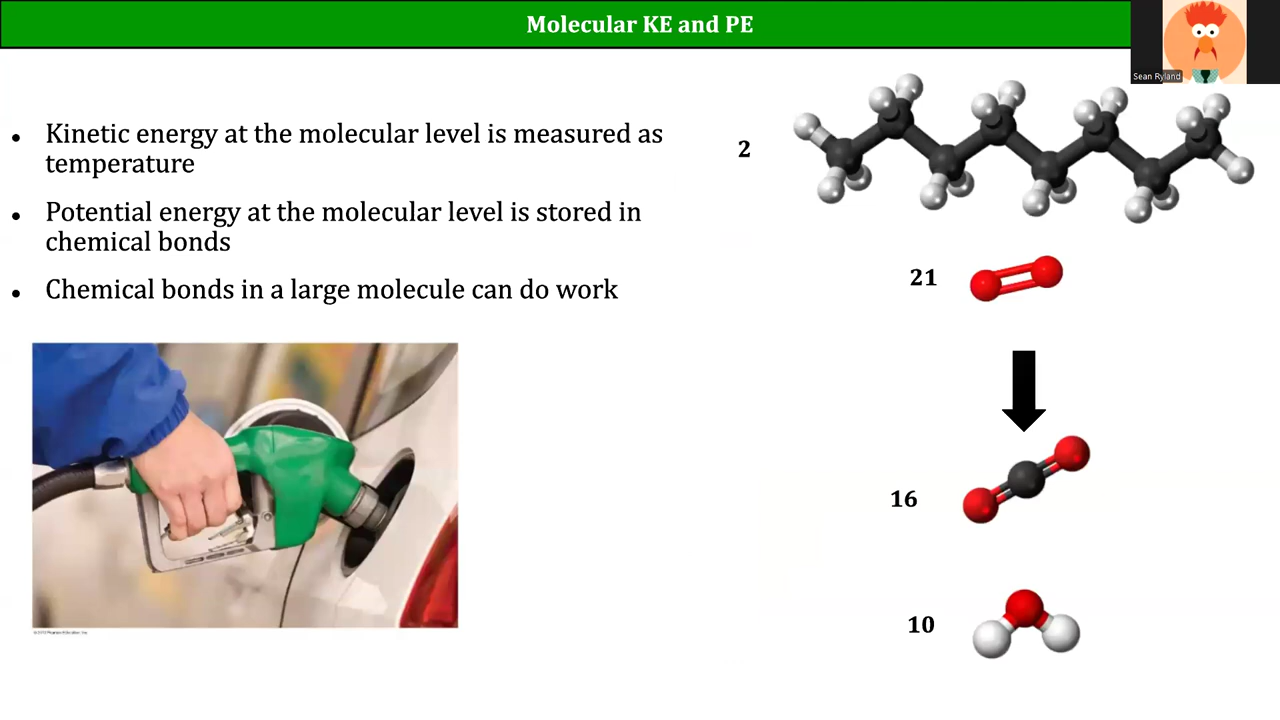 Molecular KE and PE
Sean Ryland
• Kinetic energy at the molecular level is measured as
temperature
• Potential energy at the molecular level is stored in
chemical bonds
• Chemical bonds in a large molecule can do work
2
21
16
10